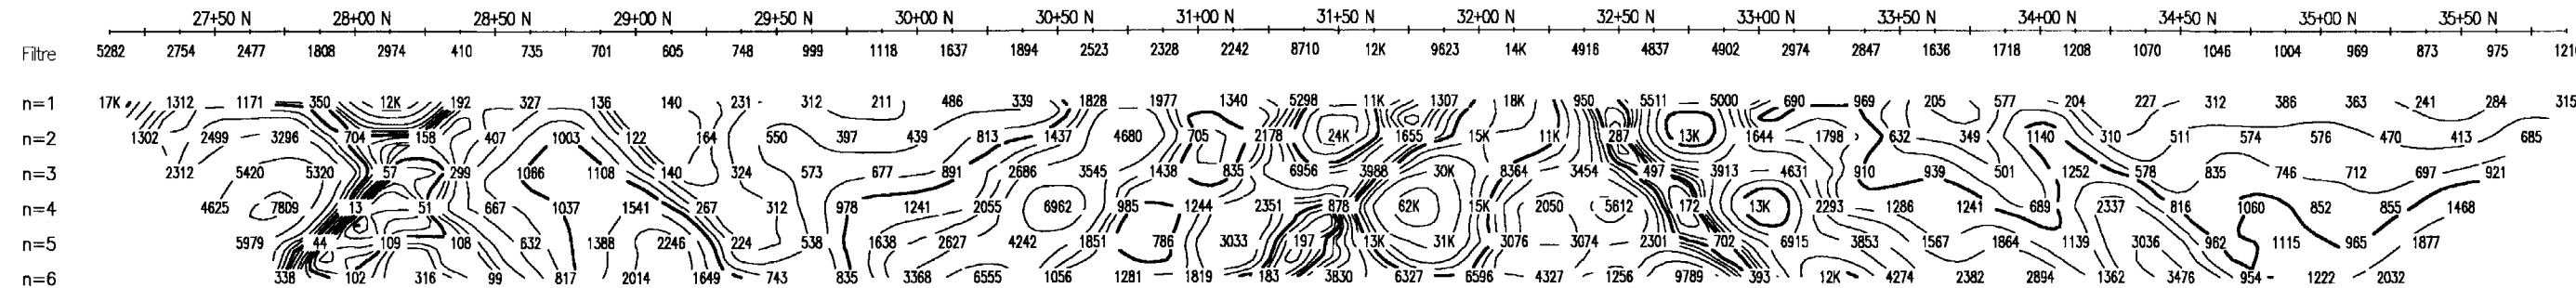 27+50 N 28+00 N 28+50 N 29+00 N 29+50 N 30+00 N 30+50 N 31+00 N 31+50 N 32+00 N 32+50 N 33+00 N 33+50 N 34+00 N 34+50 N 35+00 N 35+50 N
Filtre 5282 2754 2477 1808 2974 410 735 701 605 748 999 1118 1637 1894 2523 2328 2242 8710 12K 9623 14K 4916 4837 4902 2974 2847 1636 1718 1208 1070 1046 1004 969 873 975
n=1 17K 1312 1171 350 12K 192 327 136 140 231 312 211 486 339 1828 1977 1340 5298 11K 1307 18K 950 5511 5000 690 969 205 577 204 227 312 386 363 241 284 315
n=2 1302 2499 3296 704 158 407 1003 122 164 550 397 439 813 1437 4680 705 2178 24K 1655 15K 11K 287 13K 1644 1798 632 349 1140 310 511 574 576 470 413 685
n=3 2312 5420 5320 57 299 1066 1108 140 324 573 677 891 2686 3545 1438 835 6956 3988 30K 8364 3454 497 3913 4631 910 939 501 1252 578 835 746 712 697 921
n=4 4625 7809 13 51 667 1037 1541 267 312 978 1241 2055 6962 985 1244 2351 878 62K 15K 2050 5612 172 13K 2293 1286 1241 689 2337 816 1060 852 855 1468
n=5 5979 44 109 108 832 1388 2246 224 538 1638 2627 4242 1851 786 3033 197 13K 31K 3076 3074 2301 702 6915 3853 1567 1864 1139 3036 962 1115 965 1877
n=6 338 102 316 99 817 2014 1649 743 835 3368 6555 1056 1281 1819 183 3830 6327 6596 4327 1256 9789 393 12K 4274 2382 2894 1362 3476 954 1222 2032